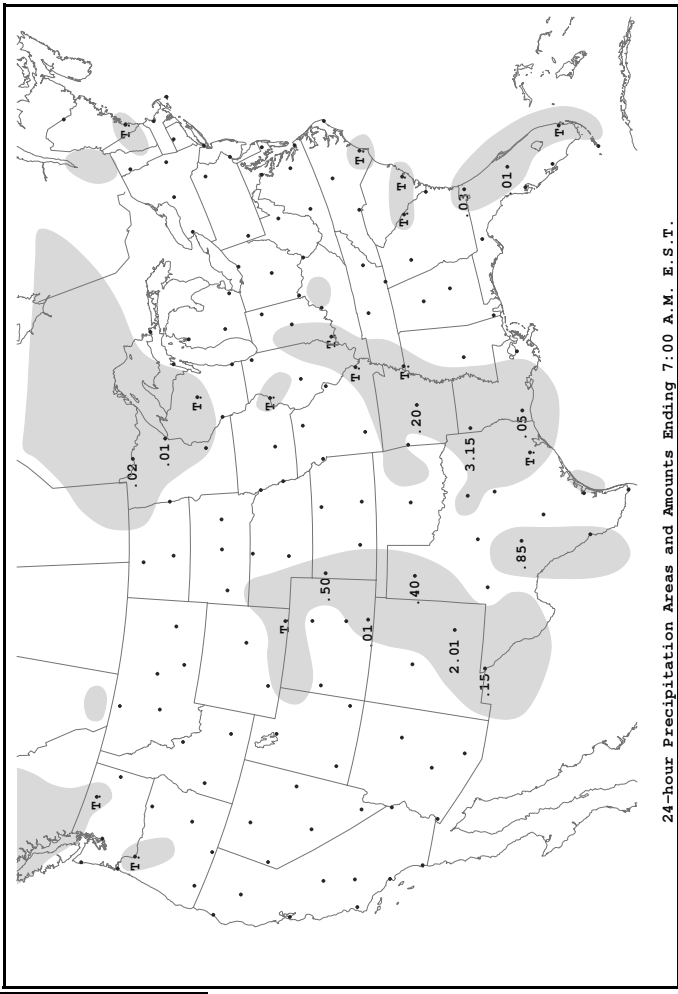 T
T
.02
T
.01
T
T
T
.50
T
T
T
.01
T
T
T
.40
.20
2.01
.03
3.15
.15
01
.85
.05
T
T
24-hour Precipitation Areas and Amounts Ending 7:00 A.M. E.S.T.